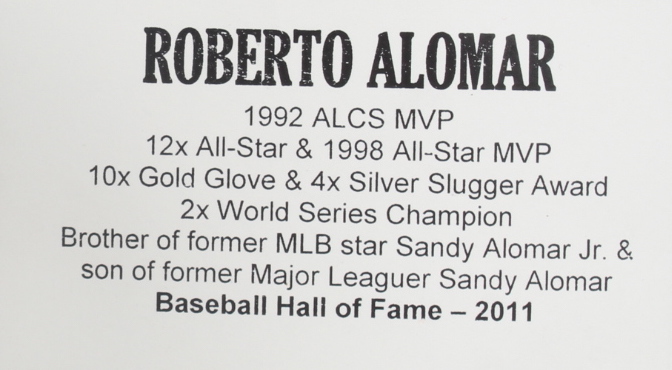 ROBERTO ALOMAR
1992 ALCS MVP
12x All-Star & 1998 All-Star MVP
10x Gold Glove & 4x Silver Slugger Award
2x World Series Champion
Brother of former MLB star Sandy Alomar Jr. &
son of former Major Leaguer Sandy Alomar
Baseball Hall of Fame – 2011